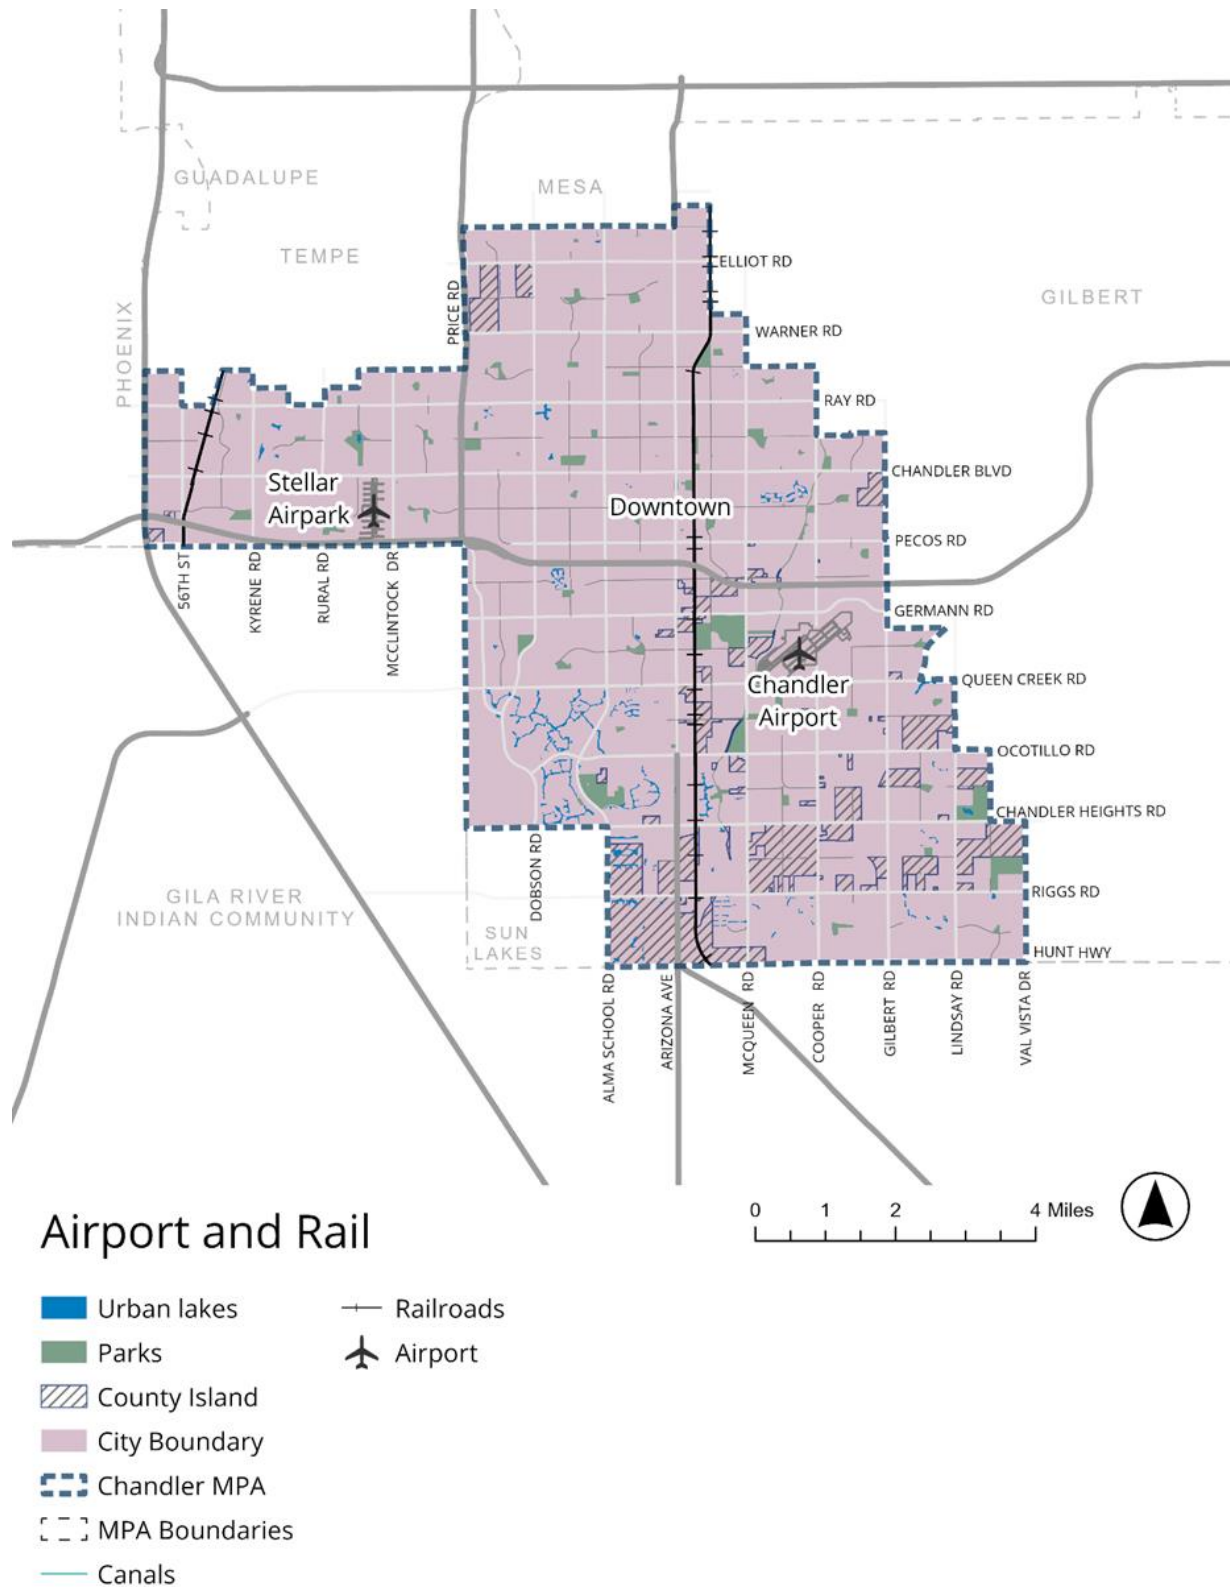 GUADALUPE
MESA
TEMPE
ELLIOT RD
PRICE RD
GILBERT
PHOENIX
WARNER RD
RAY RD
CHANDLER BLVD
Stellar
Airpark
Downtown
PECOS RD
56TH ST
KYRENE RD
RURAL RD
MCCLINTOCK DR
GERMANN RD
QUEEN CREEK RD
Chandler
Airport
OCOTILLO RD
CHANDLER HEIGHTS RD
DOBSON RD
GILA RIVER
INDIAN COMMUNITY
RIGGS RD
SUN
LAKES
HUNT HWY
ALMA SCHOOL RD
ARIZONA AVE
MCQUEEN RD
COOPER RD
GILBERT RD
LINDSAY RD
VAL VISTA DR
0 1 2 4 Miles
Airport and Rail
Urban lakes
Railroads
Parks
Airport
County Island
City Boundary
Chandler MPA
MPA Boundaries
Canals